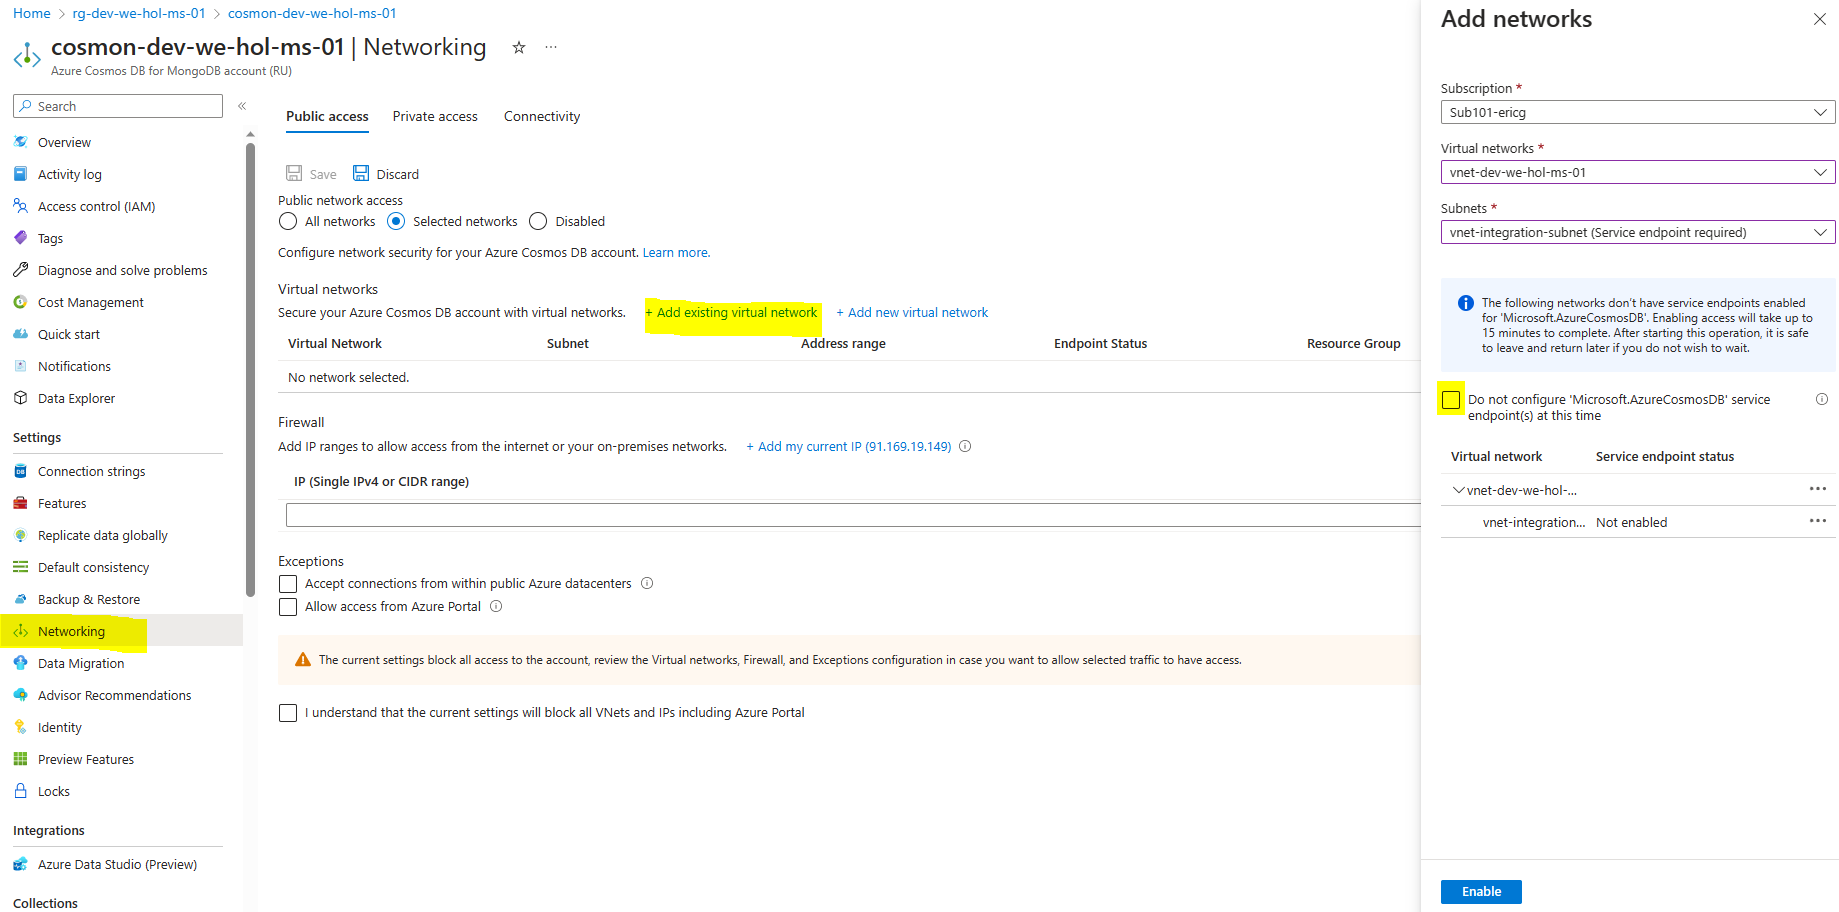 Home > rg-dev-we-hol-ms-01 > cosmon-dev-we-hol-ms-01
cosmon-dev-we-hol-ms-01 | Networking
Azure Cosmos DB for MongoDB account (RU)
Search
Overview
Activity log
Access control (IAM)
Tags
Diagnose and solve problems
Cost Management
Quick start
Notifications
Data Explorer
Settings
Connection strings
Features
Replicate data globally
Default consistency
Backup & Restore
Networking
Data Migration
Advisor Recommendations
Identity
Preview Features
Locks
Integrations
Azure Data Studio (Preview)
Collections
Public access Private access Connectivity
Save Discard
Public network access
All networks Selected networks Disabled
Configure network security for your Azure Cosmos DB account. Learn more.
Virtual networks
Secure your Azure Cosmos DB account with virtual networks. + Add existing virtual network + Add new virtual network
Virtual Network Subnet Address range Endpoint Status Resource Group
No network selected.
Firewall
Add IP ranges to allow access from the internet or your on-premises networks. + Add my current IP (91.169.19.149)
IP (Single IPv4 or CIDR range)
Exceptions
Accept connections from within public Azure datacenters
Allow access from Azure Portal
The current settings block all access to the account, review the Virtual networks, Firewall, and Exceptions configuration in case you want to allow selected traffic to have access.
I understand that the current settings will block all VNets and IPs including Azure Portal
Add networks
Subscription *
Sub101-ericg
Virtual networks *
vnet-dev-we-hol-ms-01
Subnets *
vnet-integration-subnet (Service endpoint required)
The following networks don't have service endpoints enabled
for 'Microsoft.AzureCosmosDB'. Enabling access will take up to
15 minutes to complete. After starting this operation, it is safe
to leave and return later if you do not wish to wait.
Do not configure 'Microsoft.AzureCosmosDB' service
endpoint(s) at this time
Virtual network Service endpoint status
vnet-dev-we-hol-...
vnet-integration... Not enabled
Enable